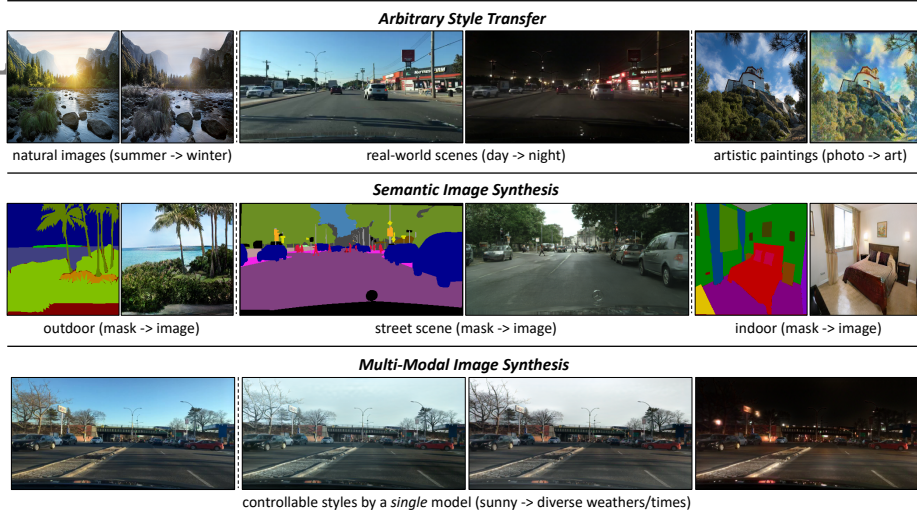 Arbitrary Style Transfer
natural images (summer -> winter)
real-world scenes (day -> night)
artistic paintings (photo -> art)
Semantic Image Synthesis
outdoor (mask -> image)
street scene (mask -> image)
indoor (mask -> image)
Multi-Modal Image Synthesis
controllable styles by a single model (sunny -> diverse weathers/times)